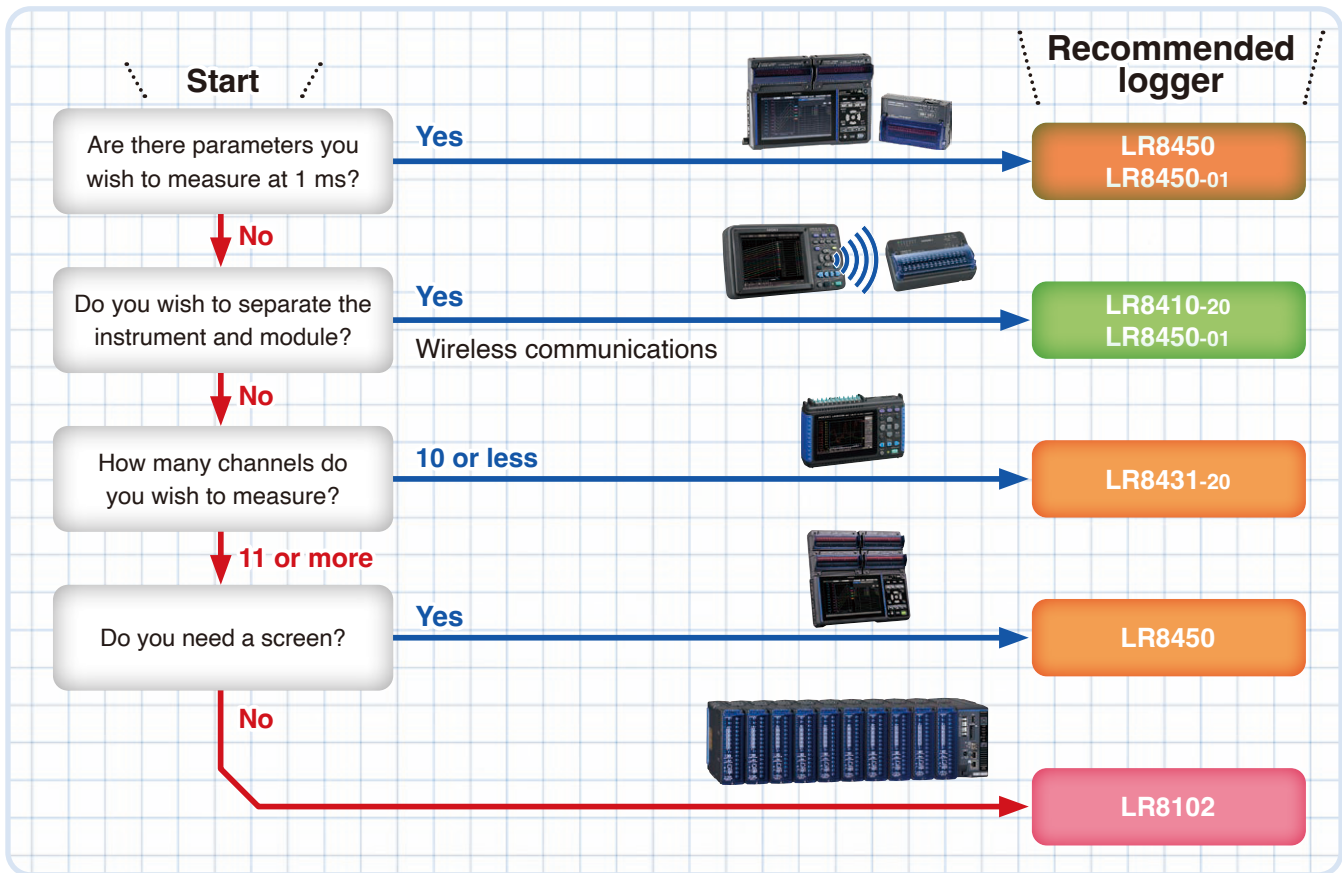 Start
Recommended
logger
Are there parameters you
wish to measure at 1 ms?
Yes
LR8450
LR8450-01
No
Do you wish to separate the
instrument and module?
Yes
Wireless communications
LR8410-20
LR8450-01
No
How many channels do
you wish to measure?
10 or less
LR8431-20
11 or more
Do you need a screen?
Yes
LR8450
No
LR8102